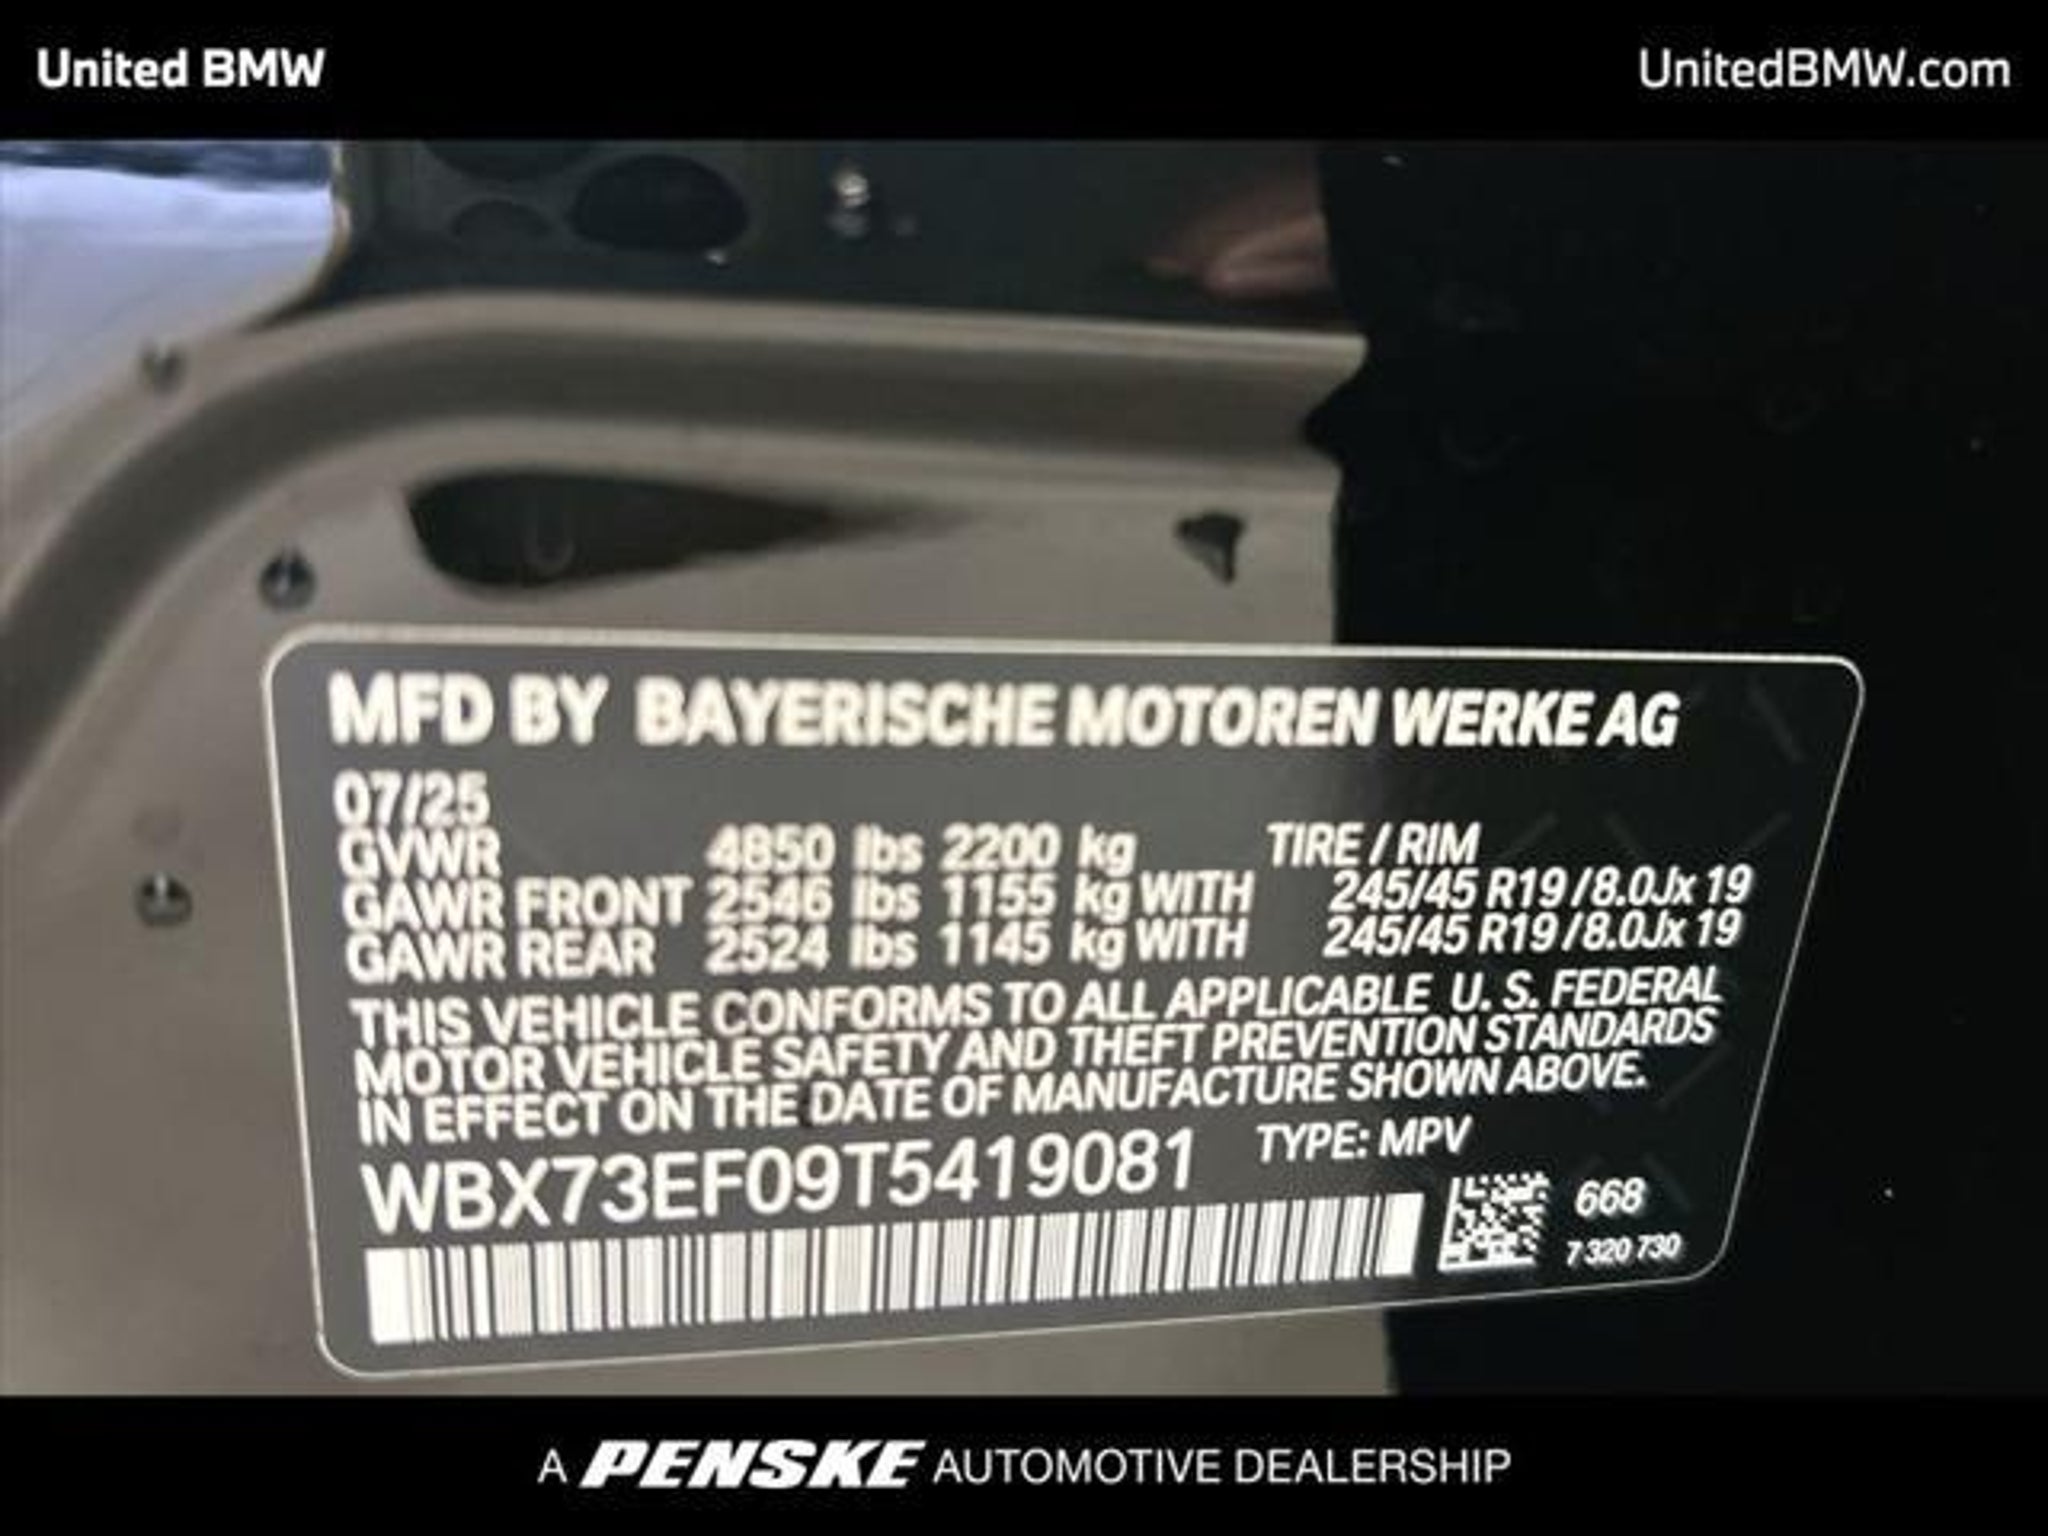 United BMW
UnitedBMW.com
MFD BY BAYERISCHE MOTOREN WERKE AG
07/25
GVWR 4850 lbs 2200 kg TIRE / RIM
GAWR FRONT 2546 lbs 1155 kg WITH 245/45 R19 /8.0Jx 19
GAWR REAR 2524 lbs 1145 kg WITH 245/45 R19 /8.0Jx 19
THIS VEHICLE CONFORMS TO ALL APPLICABLE U. S. FEDERAL
MOTOR VEHICLE SAFETY AND THEFT PREVENTION STANDARDS
IN EFFECT ON THE DATE OF MANUFACTURE SHOWN ABOVE.
WBX73EF09T5419081 TYPE: MPV
668
7 320 730
A PENSKE AUTOMOTIVE DEALERSHIP